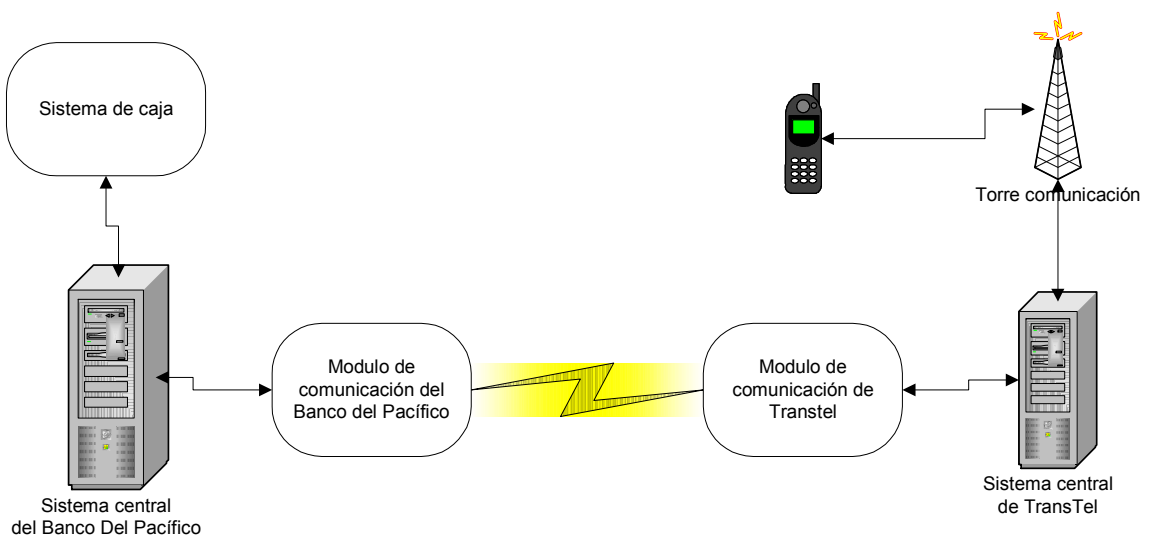 Sistema de caja
Torre comunicación
Modulo de
comunicación del
Banco del Pacífico
Modulo de
comunicación de
Transtel
Sistema central
de TransTel
Sistema central
del Banco Del Pacífico